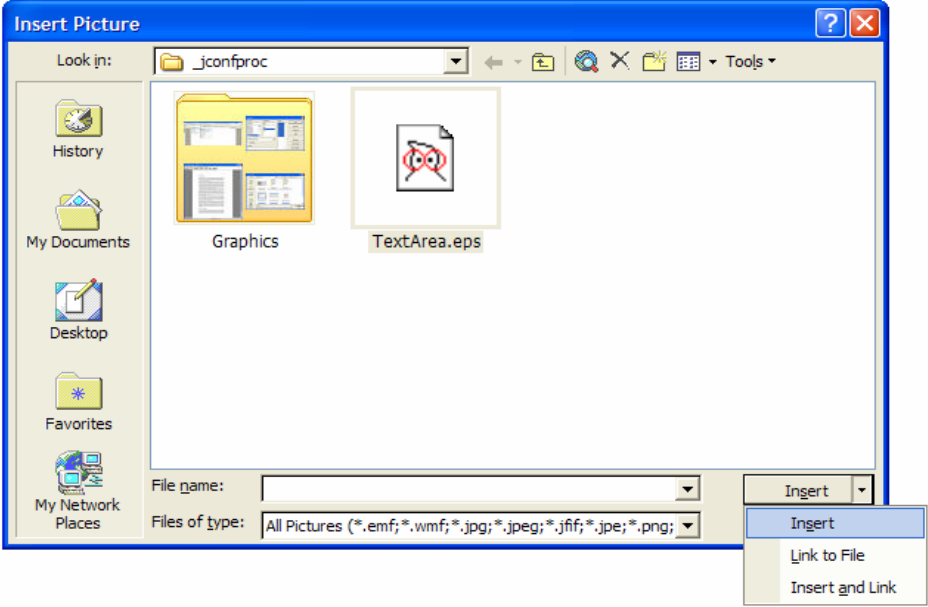 Insert Picture
Look in:
_jconfproc
Tools
History
My Documents
Desktop
Favorites
My Network
Places
Graphics
TextArea.eps
File name:
Files of type:
All Pictures (*.emf;*.wmf;*.jpg;*.jpeg;*.jfif;*.jpe;*.png;
Insert
Insert
Link to File
Insert and Link